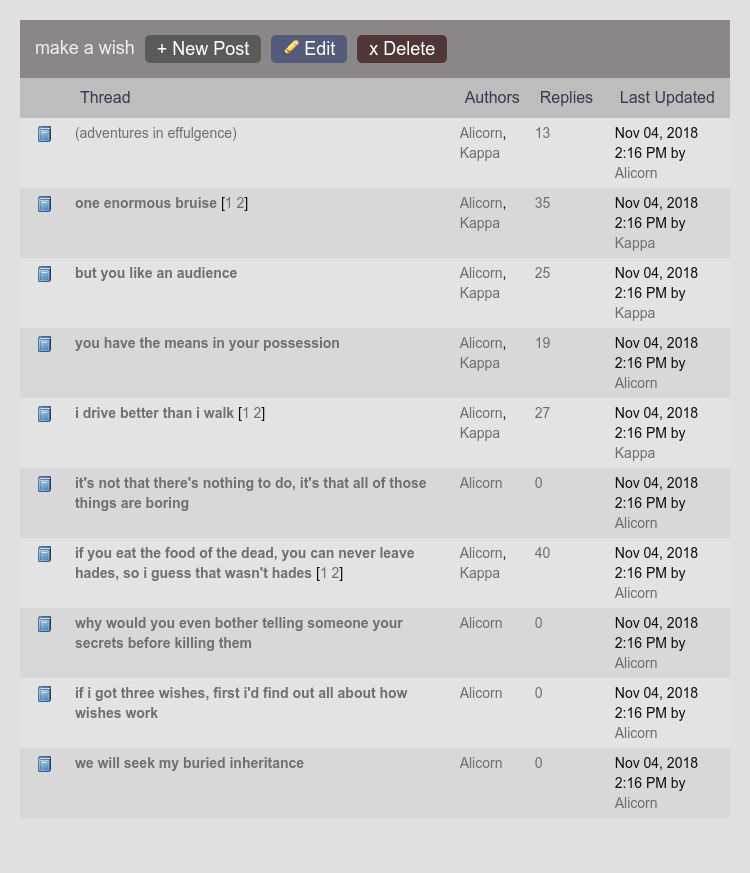 make a wish + New Post Edit x Delete
Thread Authors Replies Last Updated
(adventures in effulgence) Alicorn, 13 Nov 04, 2018
Kappa 2:16 PM by
Alicorn
one enormous bruise [1 2] Alicorn, 35 Nov 04, 2018
Kappa 2:16 PM by
Kappa
but you like an audience Alicorn, 25 Nov 04, 2018
Kappa 2:16 PM by
Kappa
you have the means in your possession Alicorn, 19 Nov 04, 2018
Kappa 2:16 PM by
Alicorn
i drive better than i walk [1 2] Alicorn, 27 Nov 04, 2018
Kappa 2:16 PM by
Kappa
it's not that there's nothing to do, it's that all of those Alicorn 0 Nov 04, 2018
things are boring 2:16 PM by
Alicorn
if you eat the food of the dead, you can never leave Alicorn, 40 Nov 04, 2018
hades, so i guess that wasn't hades [1 2] Kappa 2:16 PM by
Alicorn
why would you even bother telling someone your Alicorn 0 Nov 04, 2018
secrets before killing them 2:16 PM by
Alicorn
if i got three wishes, first i'd find out all about how Alicorn 0 Nov 04, 2018
wishes work 2:16 PM by
Alicorn
we will seek my buried inheritance Alicorn 0 Nov 04, 2018
2:16 PM by
Alicorn